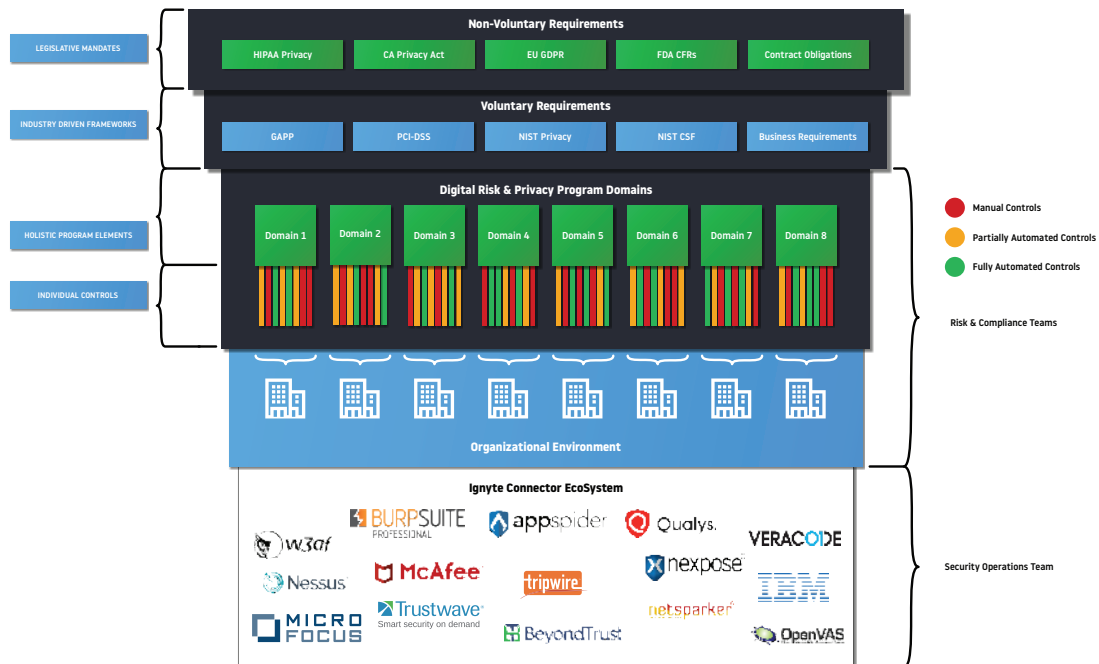 Non-Voluntary Requirements
LEGISLATIVE MANDATES
HIPAA Privacy
CA Privacy Act
EU GDPR
FDA CFRs
Contract Obligations
Voluntary Requirements
INDUSTRY DRIVEN FRAMEWORKS
GAPP
PCI-DSS
NIST Privacy
NIST CSF
Business Requirements
Digital Risk & Privacy Program Domains
HOLISTIC PROGRAM ELEMENTS
Domain 1
Domain 2
Domain 3
Domain 4
Domain 5
Domain 6
Domain 7
Domain 8
INDIVIDUAL CONTROLS
Manual Controls
Partially Automated Controls
Fully Automated Controls
Risk & Compliance Teams
Organizational Environment
Ignyte Connector EcoSystem
BURPSUITE
PROFESSIONAL
appspider
Qualys.
w3af
VERACODE
Nessus
McAfee
tripwire
nexpose
IBM
MICRO
FOCUS
Trustwave
Smart security on demand
netsparker
BeyondTrust
OpenVAS
Security Operations Team